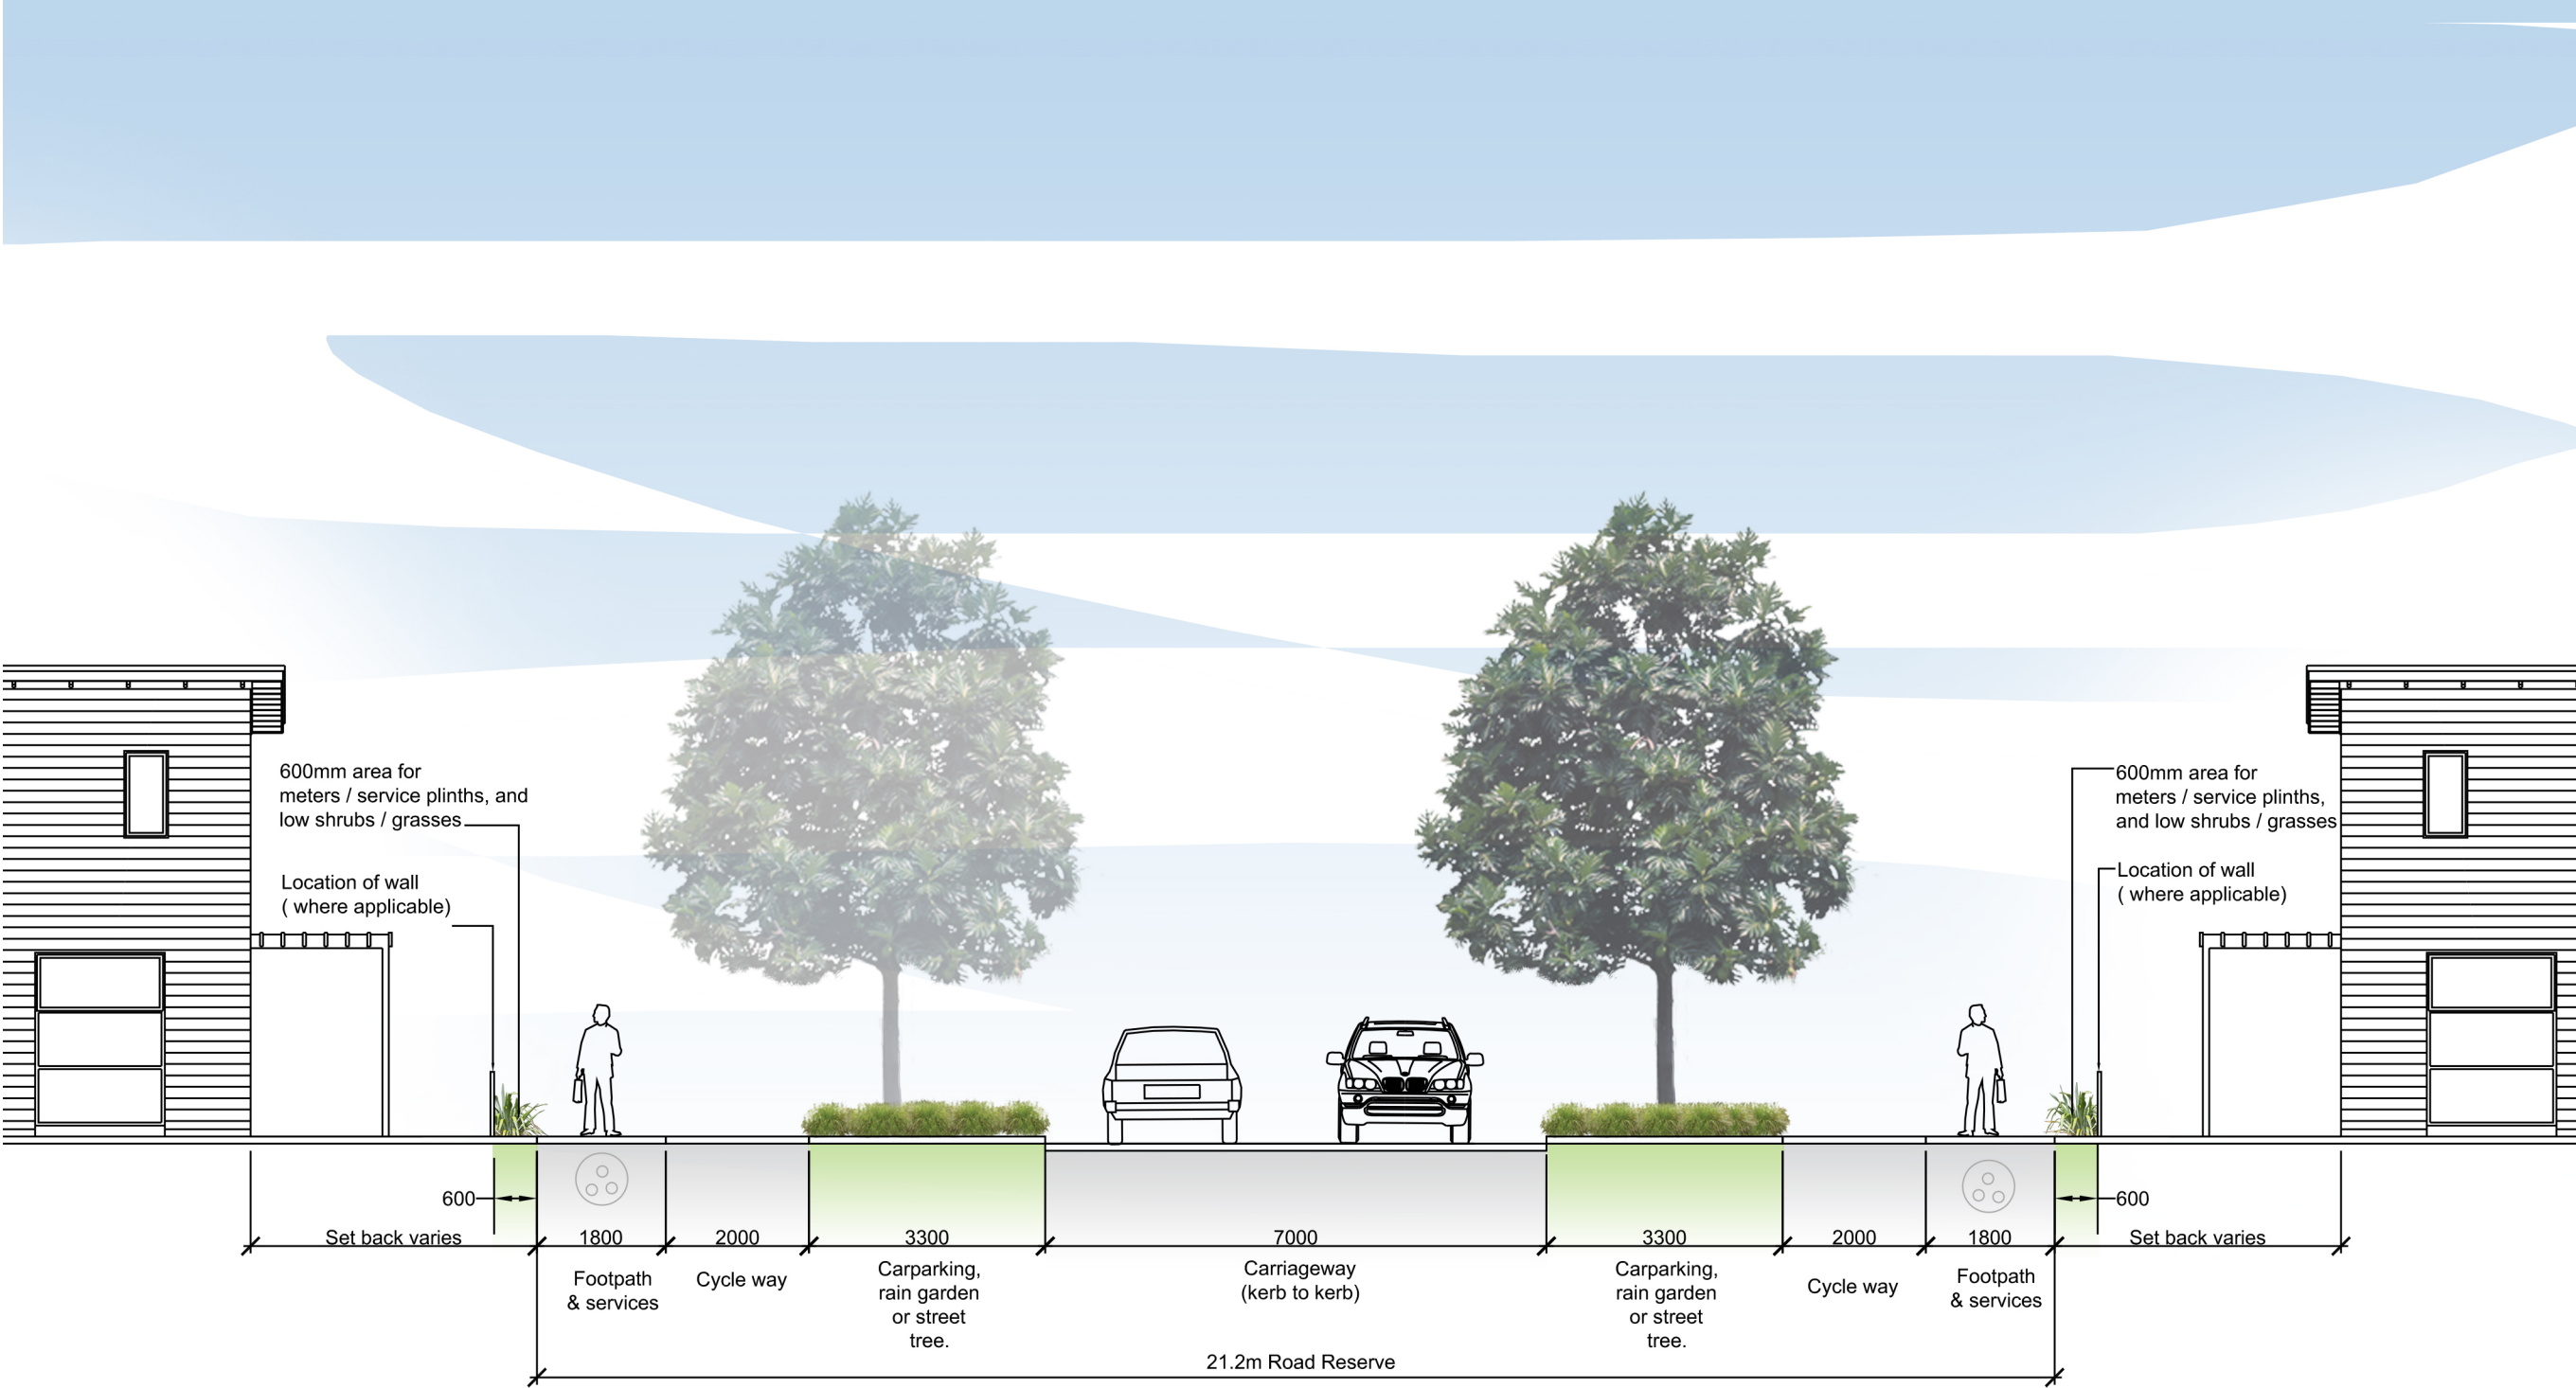 600mm area for
meters / service plinths, and
low shrubs / grasses
Location of wall
( where applicable)
600mm area for
meters / service plinths,
and low shrubs / grasses
Location of wall
( where applicable)
600
600
Set back varies
1800
2000
3300
7000
3300
2000
1800
Set back varies
Footpath
& services
Cycle way
Carparking,
rain garden
or street
tree.
Carriageway
(kerb to kerb)
Carparking,
rain garden
or street
tree.
Cycle way
Footpath
& services
21.2m Road Reserve